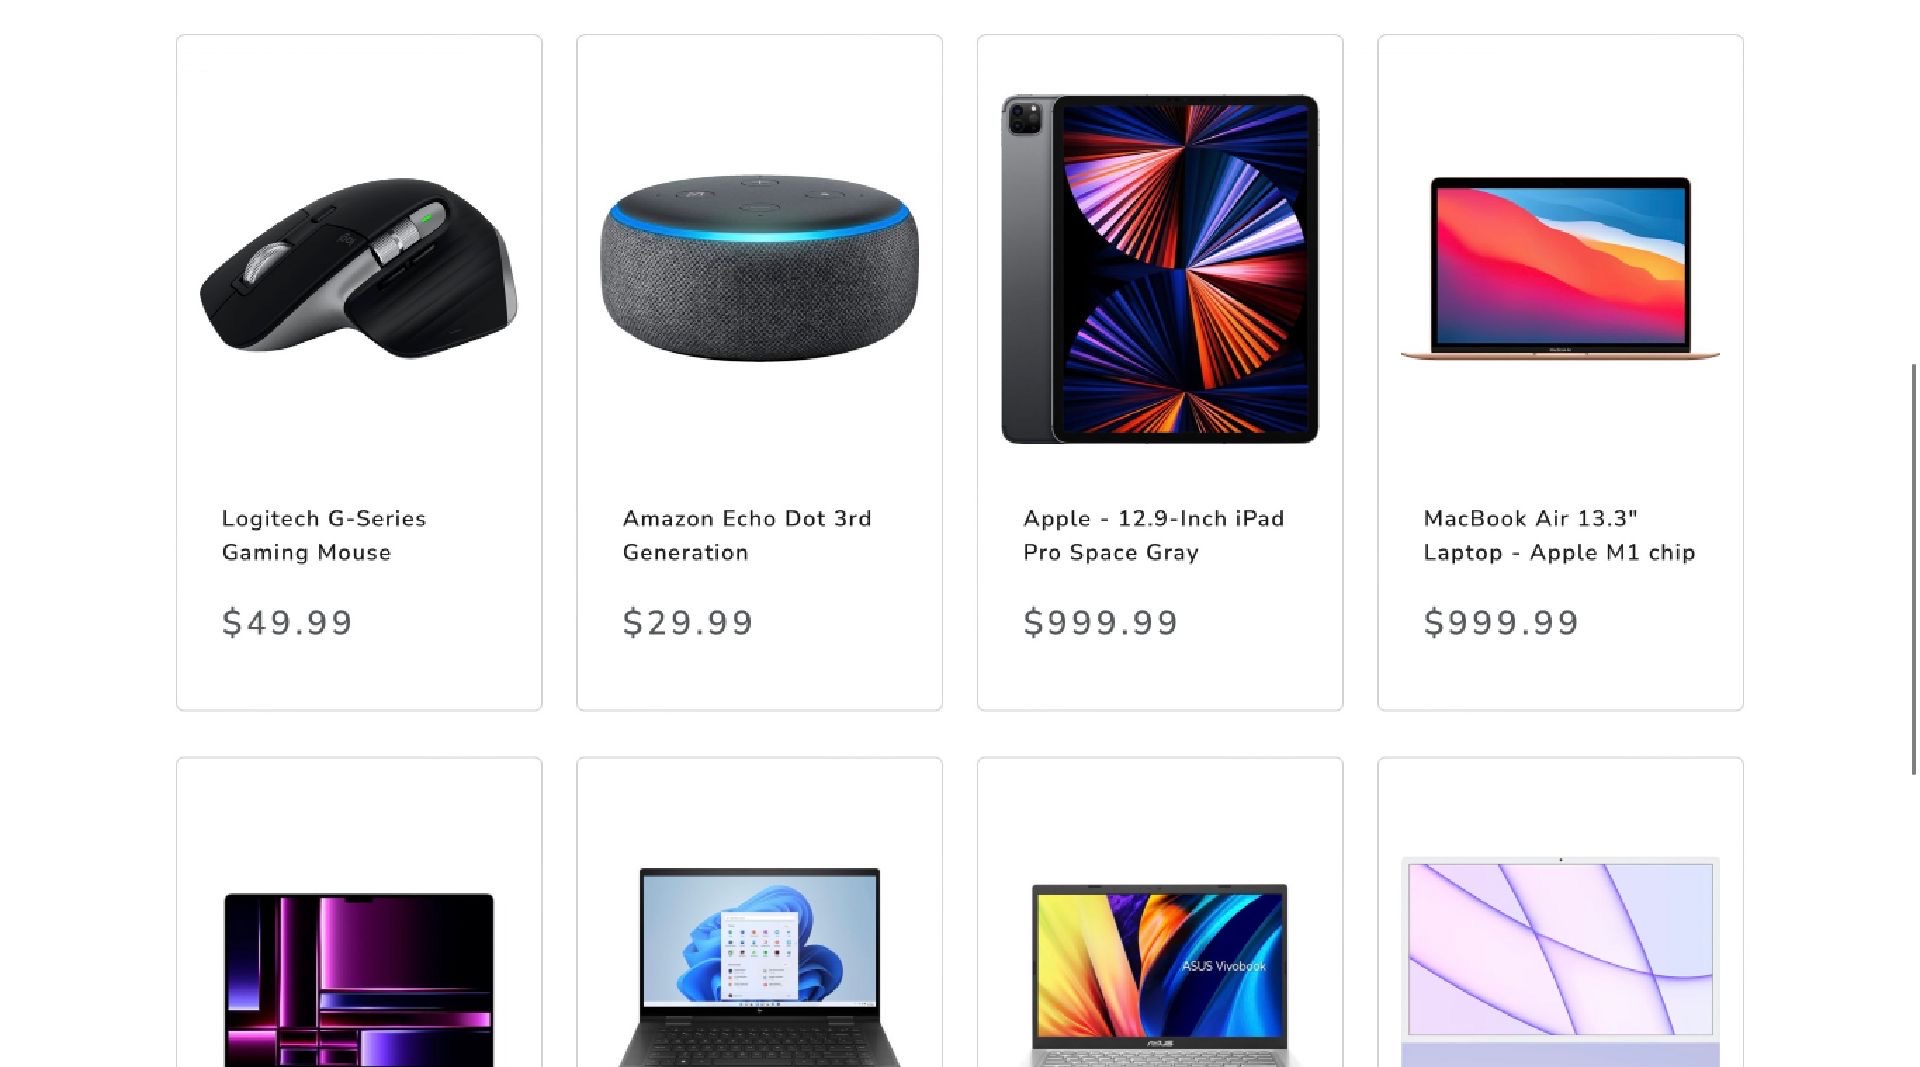 Logitech G-Series
Gaming Mouse
$49.99
Amazon Echo Dot 3rd
Generation
$29.99
Apple - 12.9-Inch iPad
Pro Space Gray
$999.99
MacBook Air 13.3"
Laptop - Apple M1 chip
$999.99
ASUS Vivobook
ASUS